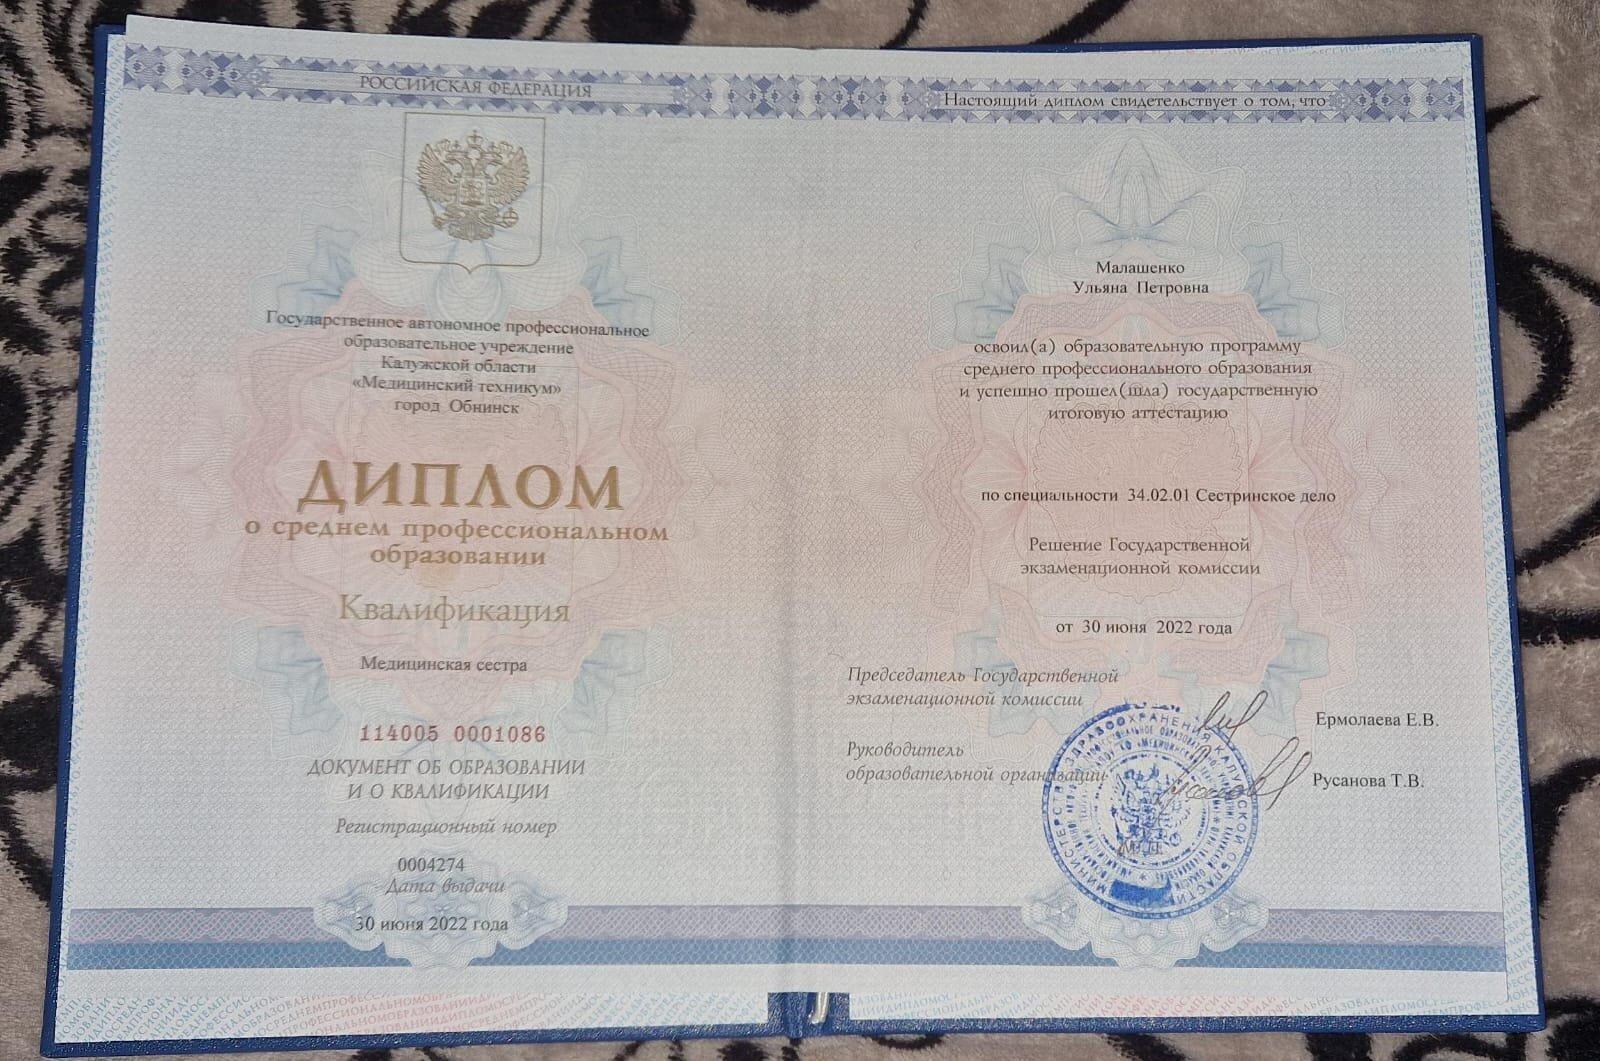 РОССИЙСКАЯ ФЕДЕРАЦИЯ
Государственное автономное профессиональное
образовательное учреждение
Калужской области
«Медицинский техникум»
город Обнинск
ДИПЛОМ
о среднем профессиональном
образовании
Квалификация
Медицинская сестра
114005 0001086
ДОКУМЕНТ ОБ ОБРАЗОВАНИИ
И О КВАЛИФИКАЦИИ
Регистрационный номер
0004274
Дата выдачи
30 июня 2022 года
Настоящий диплом свидетельствует о том, что
Малашенко
Ульяна Петровна
освоил(а) образовательную программу
среднего профессионального образования
и успешно прошел(шла) государственную
итоговую аттестацию
по специальности 34.02.01 Сестринское дело
Решение Государственной
экзаменационной комиссии
от 30 июня 2022 года
Председатель Государственной
экзаменационной комиссии
Ермолаева Е.В.
Руководитель
образовательной организации
Русанова Т.В.
М.П.
МИНИСТЕРСТВО ЗДРАВООХРАНЕНИЯ КАЛУЖСКОЙ ОБЛАСТИ